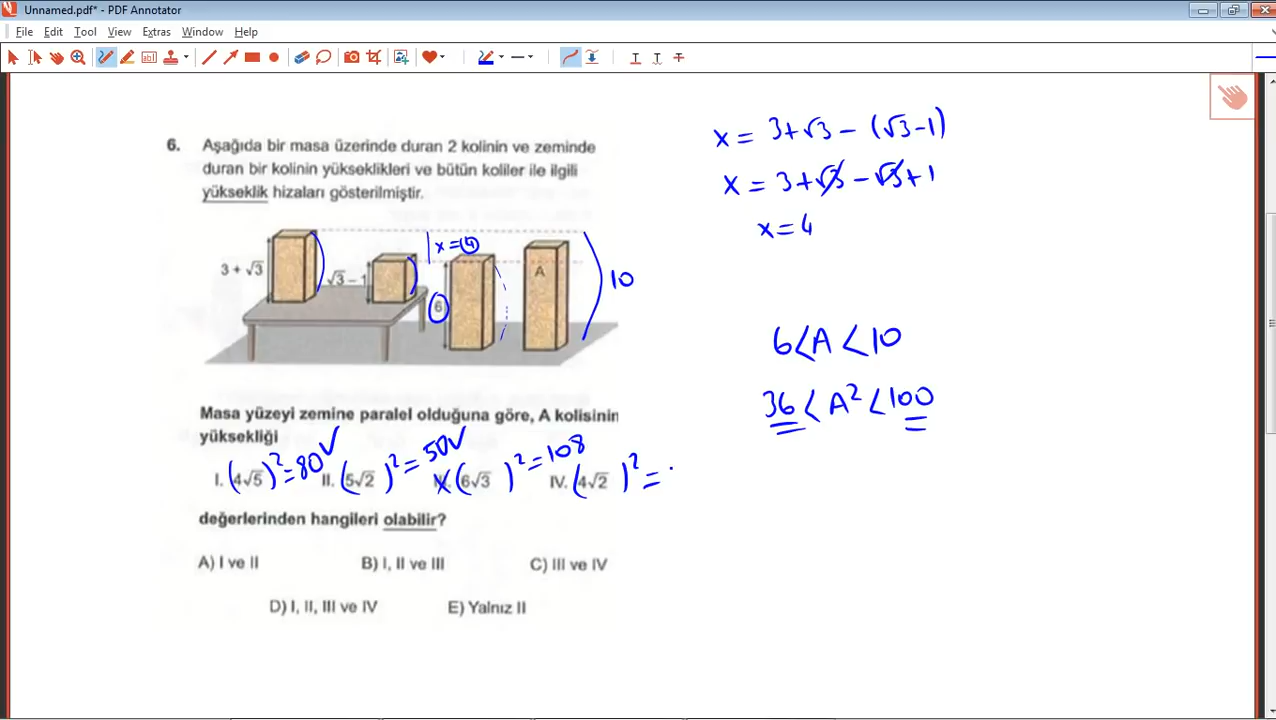 Unnamed.pdf* - PDF Annotator
File Edit Tool View Extras Window Help
6. Aşağıda bir masa üzerinde duran 2 kolinin ve zeminde
duran bir kolinin yükseklikleri ve bütün koliler ile ilgili
yükseklik hizaları gösterilmiştir.
3 + √3
√3 – 1
x = 4
6
A
10
Masa yüzeyi zemine paralel olduğuna göre, A kolisinin
yüksekliği
I. (4√5)² = 80 ✓ II. (5√2)² = 50 ✓ (6√3)² = 108 IV. (4√2)² =
değerlerinden hangileri olabilir?
A) I ve II B) I, II ve III C) III ve IV
D) I, II, III ve IV E) Yalnız II
x = 3+√3 – (√3-1)
x = 3+√3 – √3+1
x = 4
6 < A < 10
36 < A² < 100